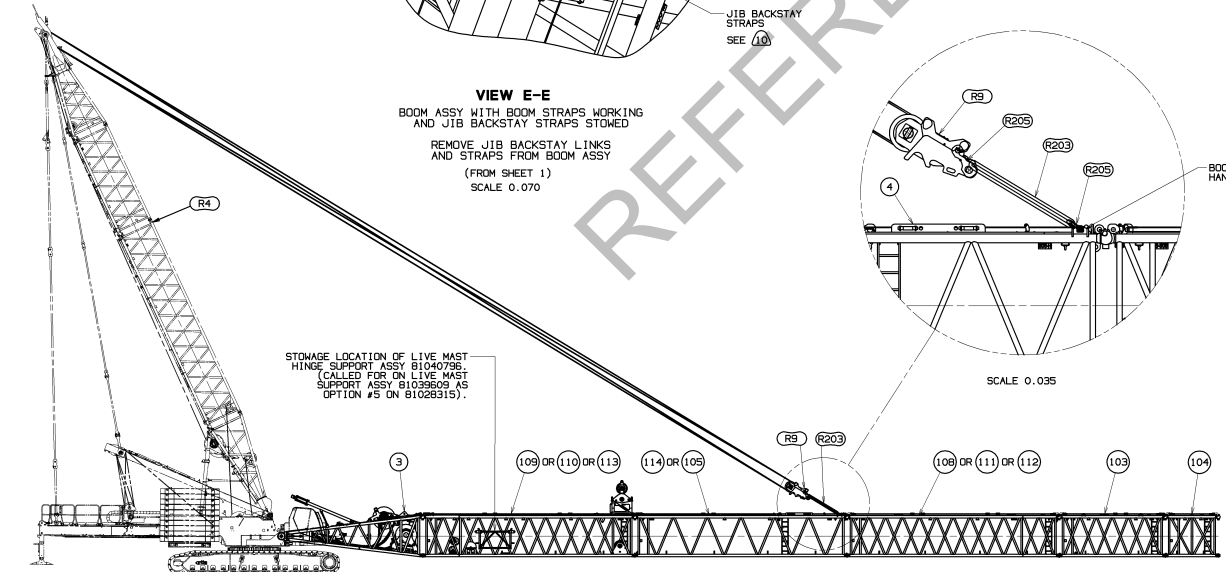 JIB BACKSTAY
STRAPS
SEE 10
VIEW E-E
BOOM ASSY WITH BOOM STRAPS WORKING
AND JIB BACKSTAY STRAPS STOWED
REMOVE JIB BACKSTAY LINKS
AND STRAPS FROM BOOM ASSY
(FROM SHEET 1)
SCALE 0.070
REFERE
R9
R205
R203
R205
4
BOO
HAN
SCALE 0.035
R4
STOWAGE LOCATION OF LIVE MAST
HINGE SUPPORT ASSY 81040796.
(CALLED FOR ON LIVE MAST
SUPPORT ASSY 81039609 AS
OPTION #5 ON 81028315).
R9 R203
3
109 OR 110 OR 113
114 OR 105
108 OR 111 OR 112
103
104